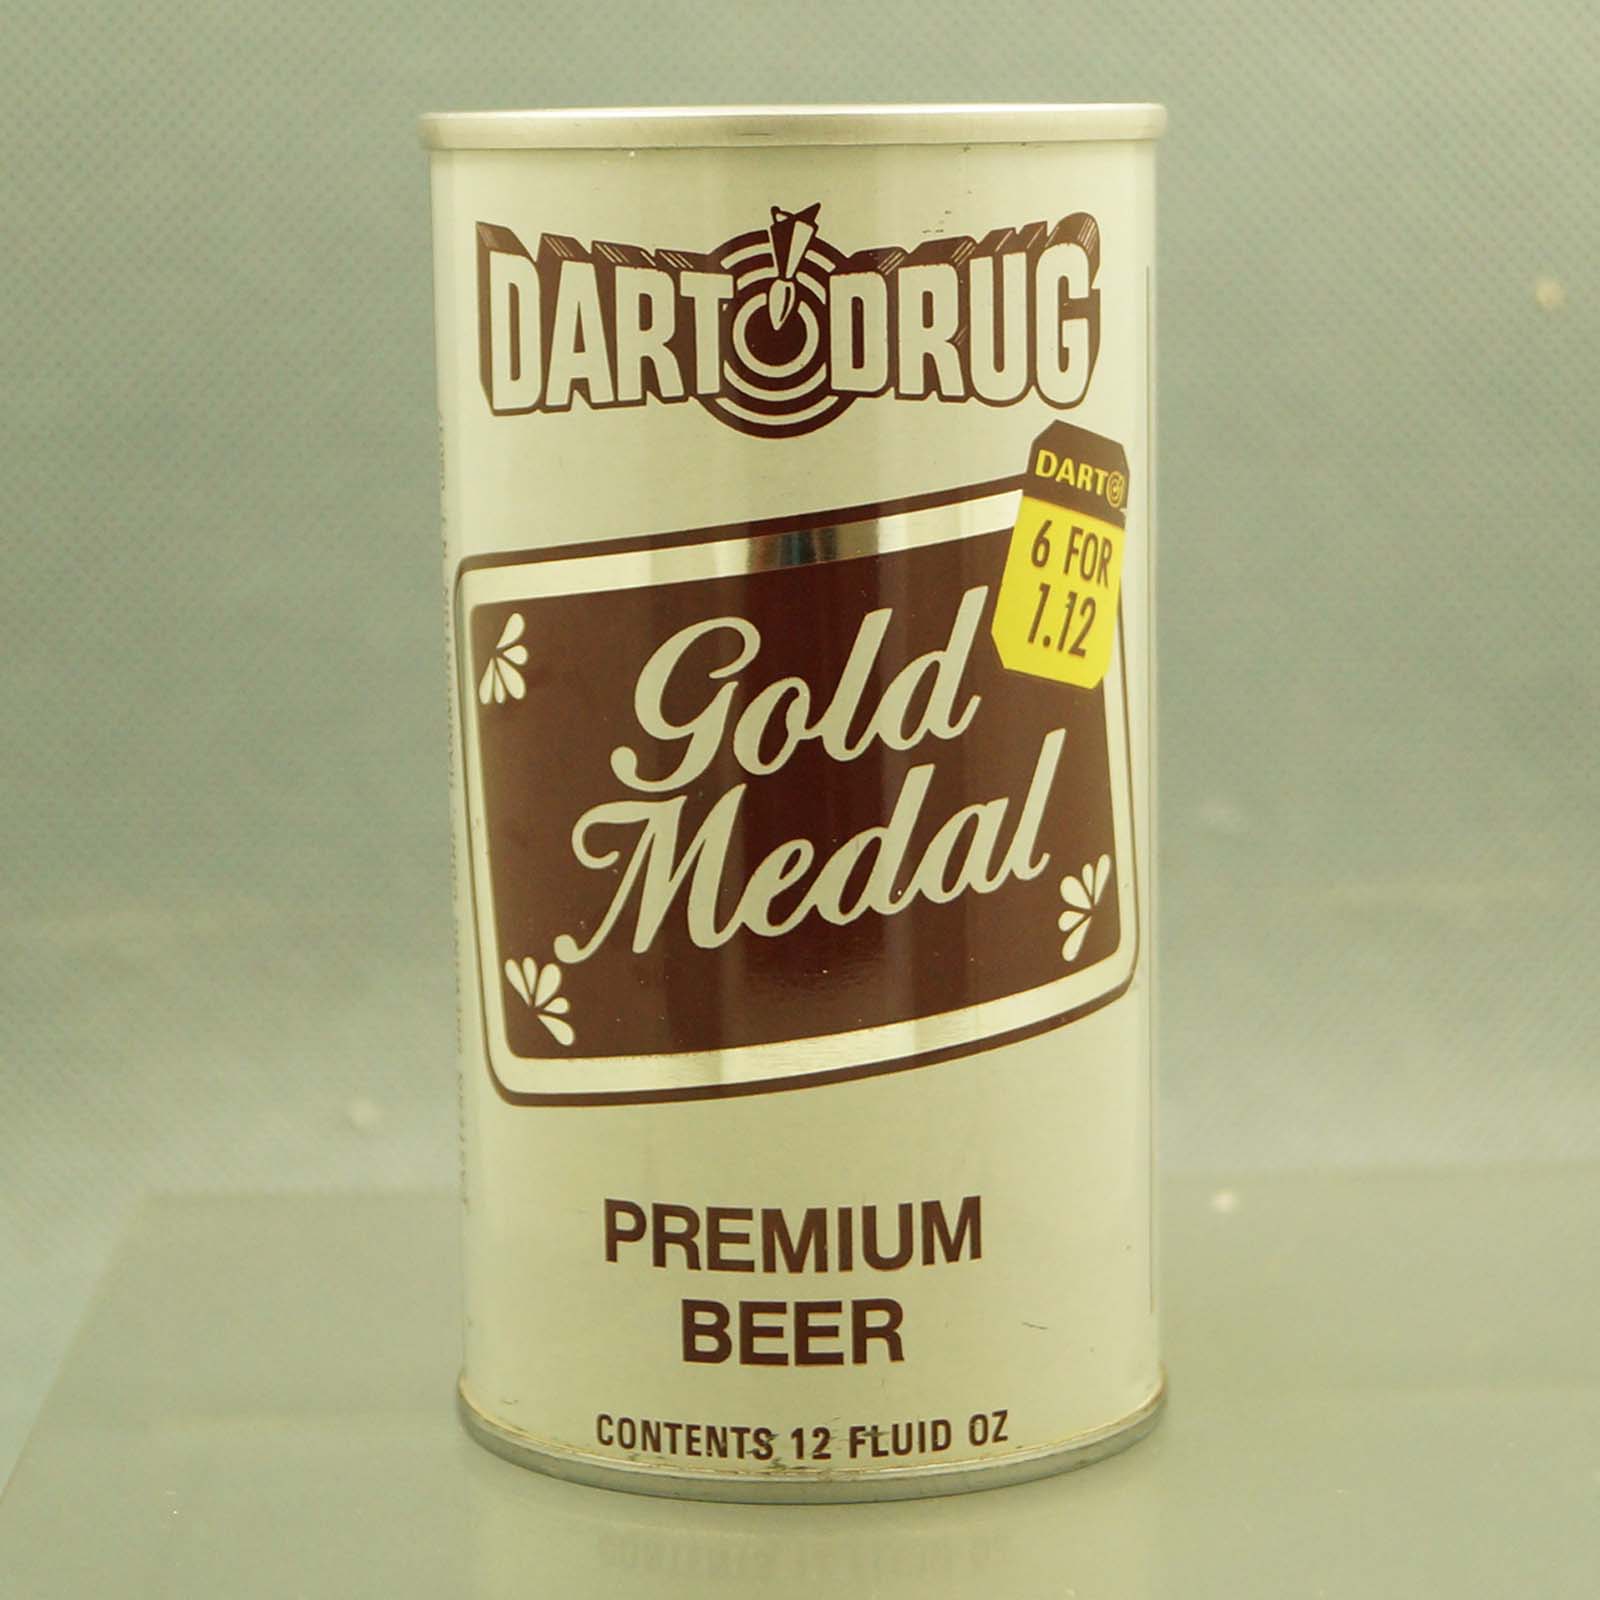 DART DRUG
DART
6 FOR
1.12
Gold
Medal
PREMIUM
BEER
CONTENTS 12 FLUID OZ